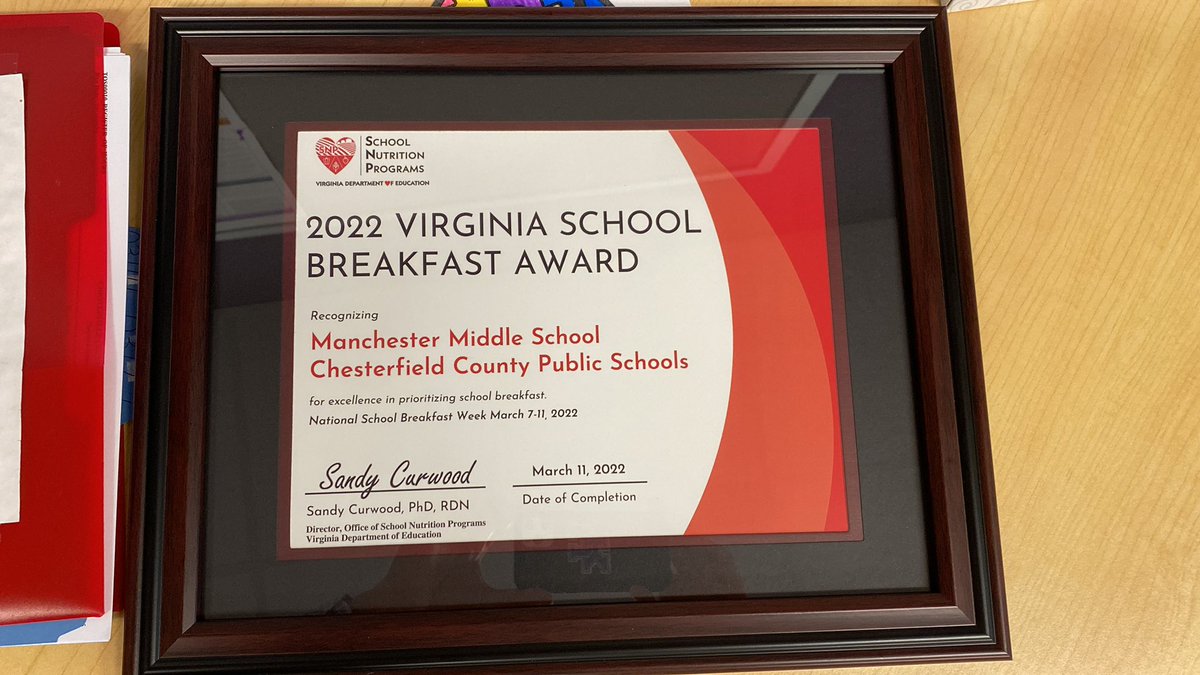 SNP
SCHOOL
NUTRITION
PROGRAMS
VIRGINIA DEPARTMENT OF EDUCATION
2022 VIRGINIA SCHOOL
BREAKFAST AWARD
Recognizing
Manchester Middle School
Chesterfield County Public Schools
for excellence in prioritizing school breakfast.
National School Breakfast Week March 7-11, 2022
Sandy Curwood
Sandy Curwood, PhD, RDN
Director, Office of School Nutrition Programs
Virginia Department of Education
March 11, 2022
Date of Completion